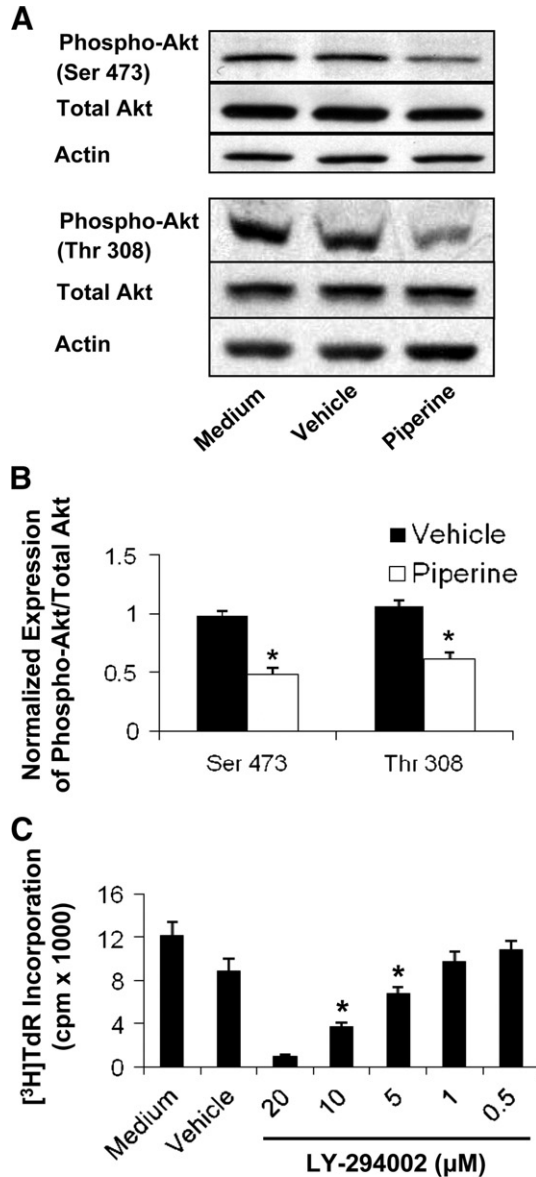 A
Phospho-Akt
(Ser 473)
Total Akt
Actin
Phospho-Akt
(Thr 308)
Total Akt
Actin
Medium
Vehicle
Piperine
B
Normalized Expression
of Phospho-Akt/Total Akt
Vehicle
Piperine
1.5
1
0.5
0
*
*
Ser 473
Thr 308
C
[³H]TdR Incorporation
(cpm x 1000)
16
12
8
4
0
*
*
Medium
Vehicle
20
10
5
1
0.5
LY-294002 (µM)